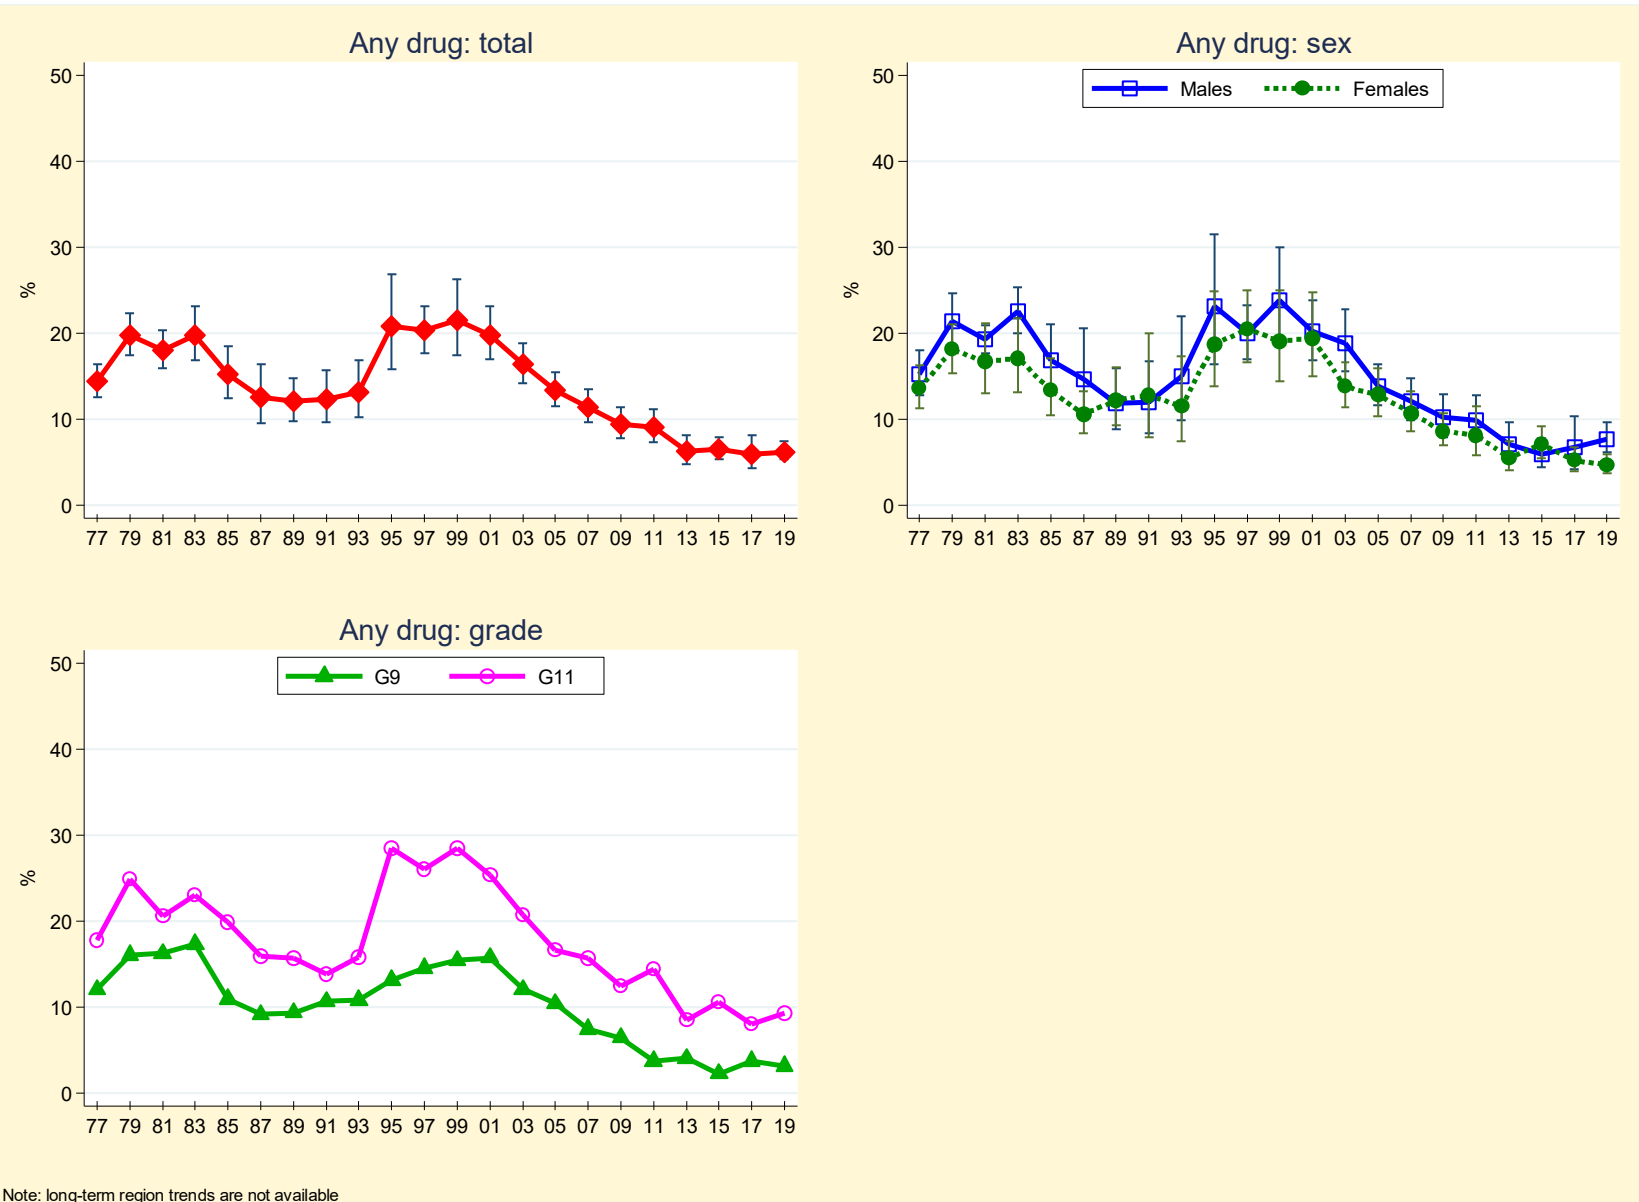 Any drug: total
50
40
30
20
10
0
%
77 79 81 83 85 87 89 91 93 95 97 99 01 03 05 07 09 11 13 15 17 19
Any drug: sex
Males Females
50
40
30
20
10
0
%
77 79 81 83 85 87 89 91 93 95 97 99 01 03 05 07 09 11 13 15 17 19
Any drug: grade
G9 G11
50
40
30
20
10
0
%
77 79 81 83 85 87 89 91 93 95 97 99 01 03 05 07 09 11 13 15 17 19
Note: long-term region trends are not available